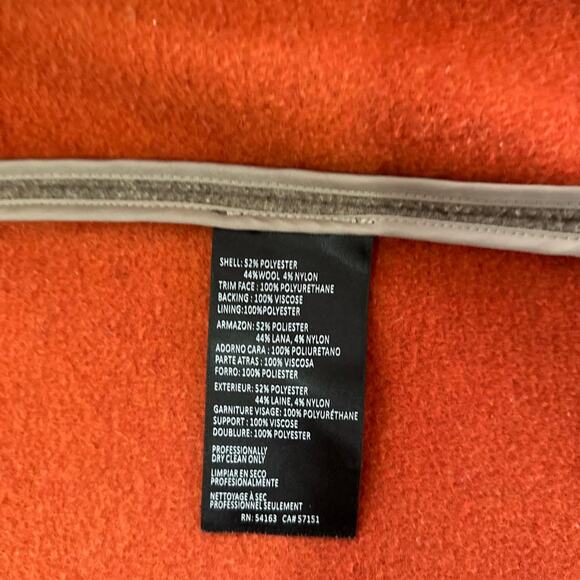 SHELL: 52% POLYESTER
44%WOOL 4% NYLON
TRIM FACE : 100% POLYURETHANE
BACKING : 100% VISCOSE
LINING:100%POLYESTER
ARMAZON: 52% POLIESTER
44% LANA, 4% NYLON
ADORNO CARA : 100% POLIURETANO
PARTE ATRAS : 100% VISCOSA
FORRO: 100% POLIESTER
EXTERIEUR: 52% POLYESTER
44% LAINE, 4% NYLON
GARNITURE VISAGE: 100% POLYURÉTHANE
SUPPORT : 100% VISCOSE
DOUBLURE: 100% POLYESTER
PROFESSIONALLY
DRY CLEAN ONLY
LIMPIAR EN SECO
PROFESIONALMENTE
NETTOYAGE À SEC
PROFESSIONNEL SEULEMENT
RN: 54163 CA# 57151